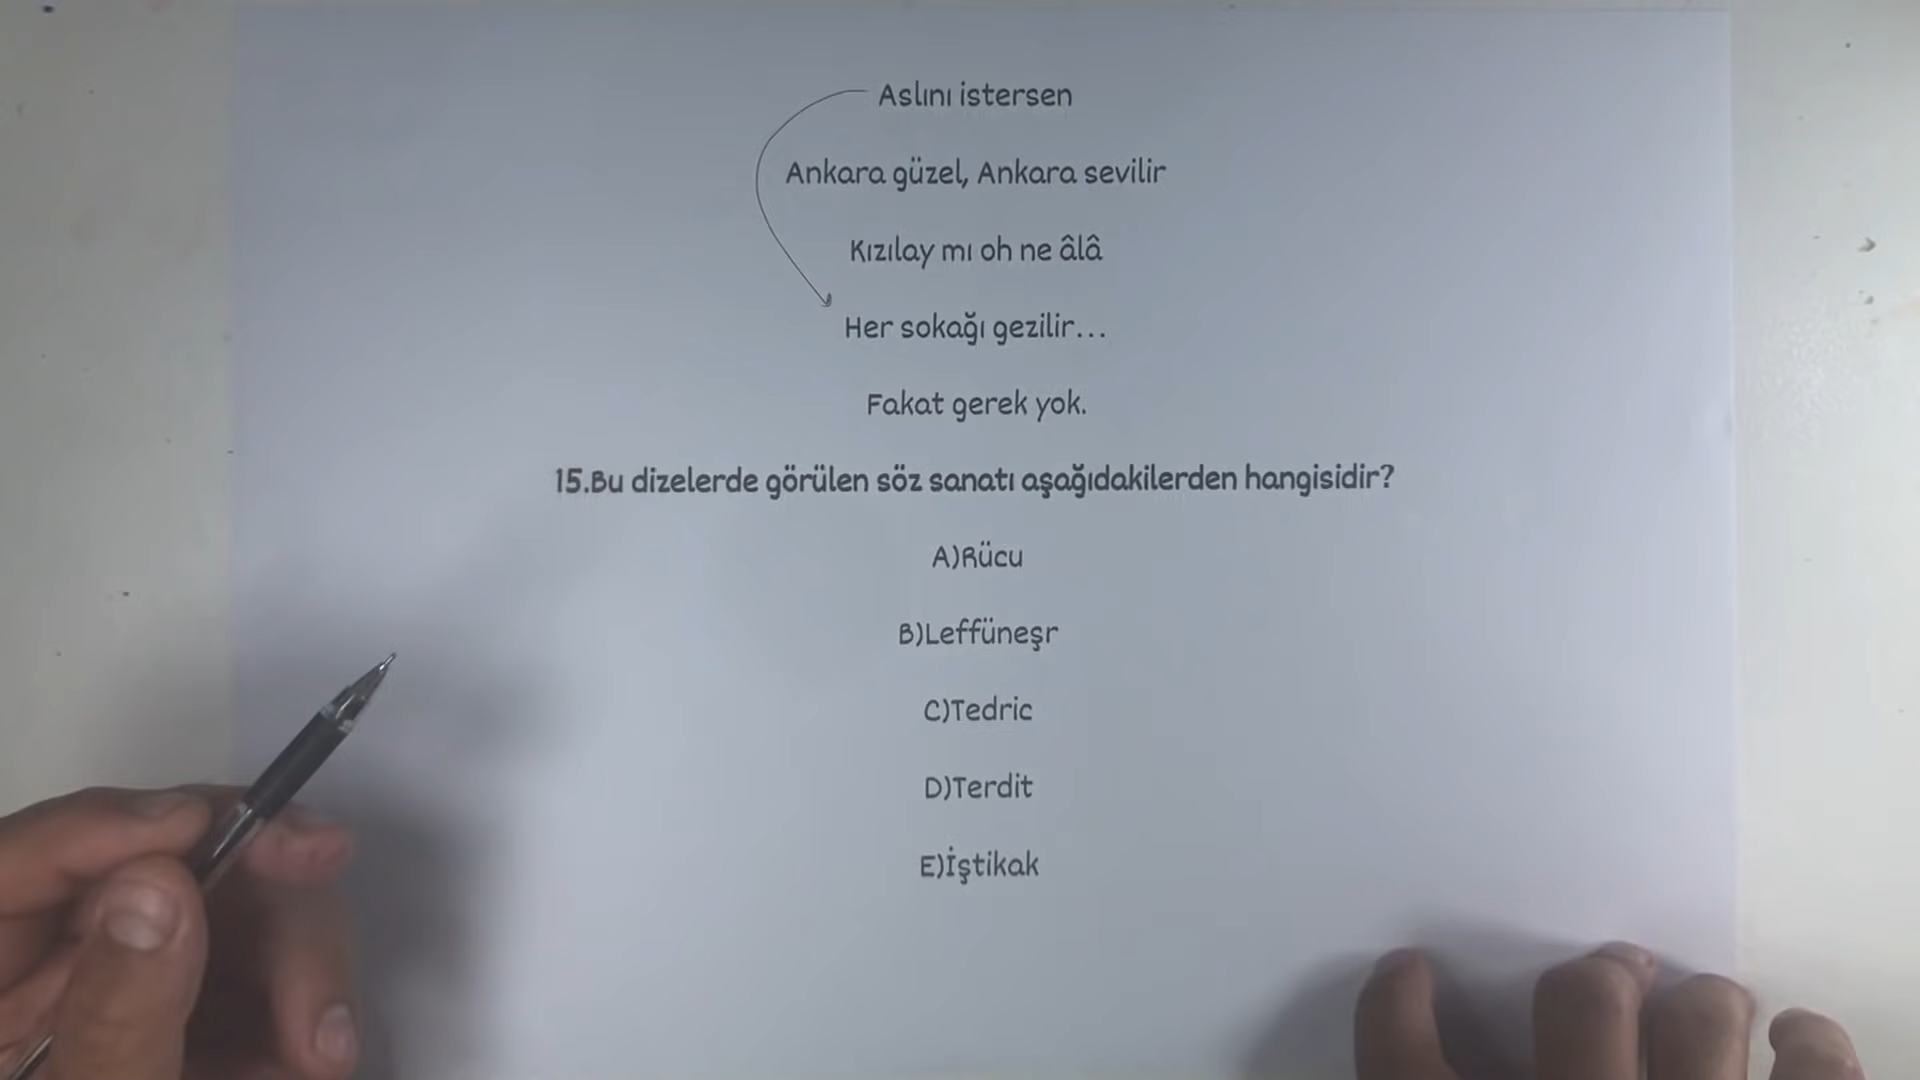 Aslını istersen
Ankara güzel, Ankara sevilir
Kızılay mı oh ne âlâ
Her sokağı gezilir...
Fakat gerek yok.
15.Bu dizelerde görülen söz sanatı aşağıdakilerden hangisidir?
A)Rücu
B)Leffüneşr
C)Tedric
D)Terdit
E)İştikak